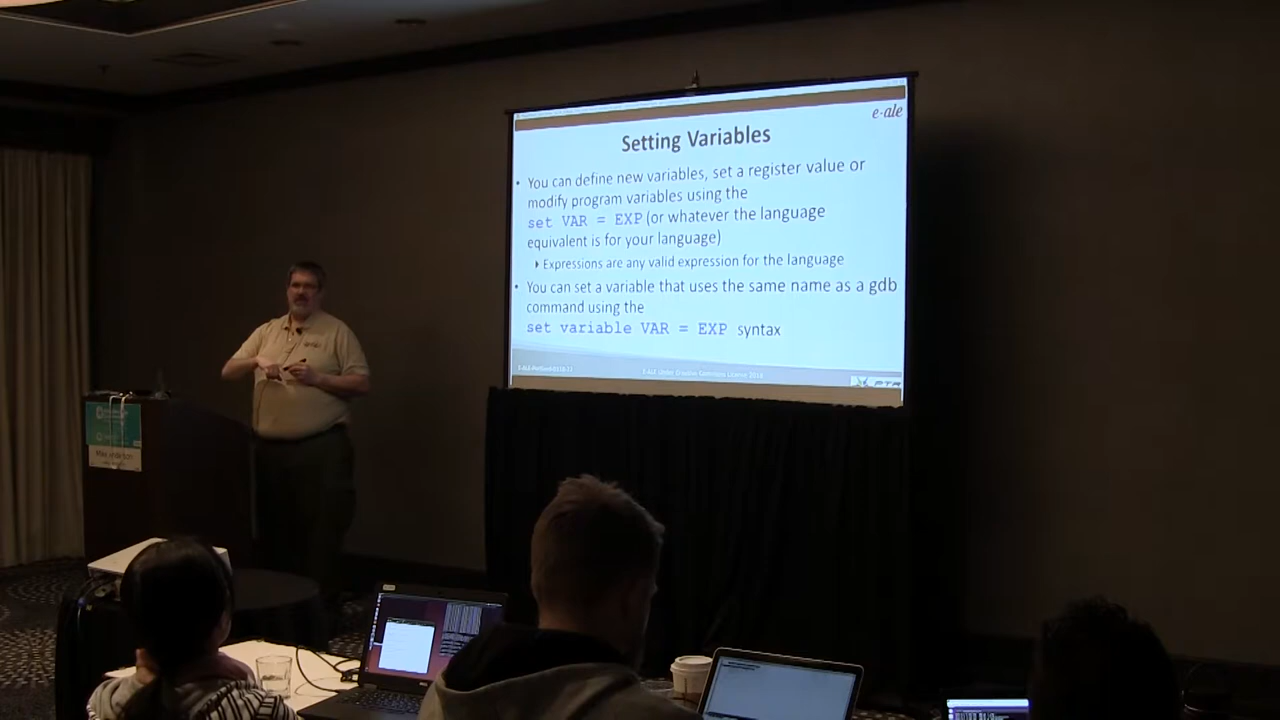 e-ale
Setting Variables
• You can define new variables, set a register value or
modify program variables using the
set VAR = EXP (or whatever the language
equivalent is for your language)
Expressions are any valid expression for the language
• You can set a variable that uses the same name as a gdb
command using the
set variable VAR = EXP syntax
E-ALE Under Creative Commons License
PTR